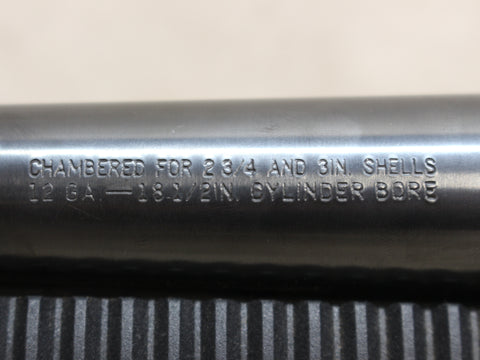 CHAMBERED FOR 2 3/4 AND 3IN. SHELLS
12 GA.—18-1/2IN. CYLINDER BORE